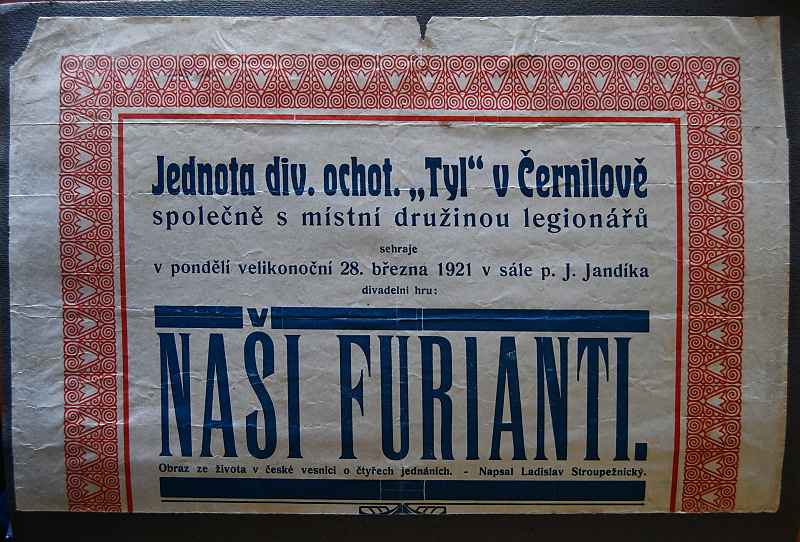 Jednota div. ochot. „Tyl“ v Černilově
společně s místní družinou legionářů
sehraje
v pondělí velikonoční 28. března 1921 v sále p. J. Jandíka
divadelní hru:
NAŠI FURIANTI.
Obraz ze života v české vesnici o čtyřech jednáních. - Napsal Ladislav Stroupežnický.